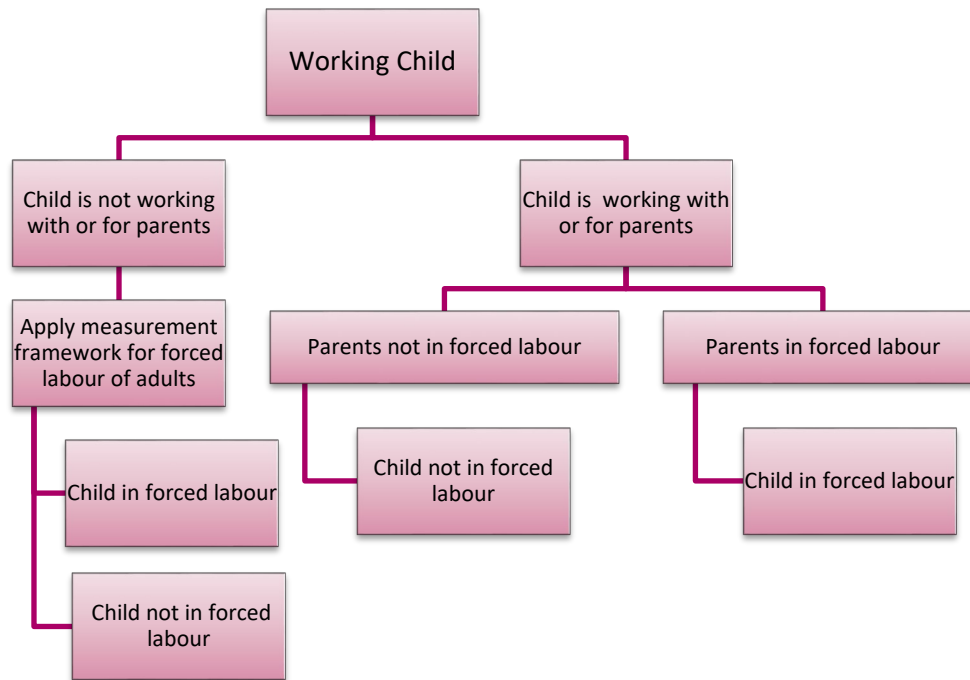 Working Child
Child is not working
with or for parents
Child is working with
or for parents
Apply measurement
framework for forced
labour of adults
Parents not in forced labour
Parents in forced labour
Child in forced labour
Child not in forced
labour
Child not in forced
labour
Child in forced labour